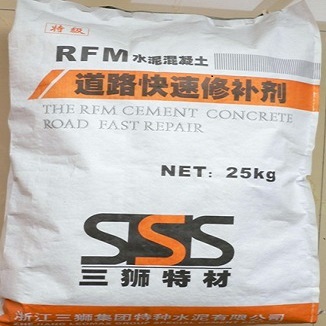 特级
RFM 水泥混凝土
道路快速修补剂
THE RFM CEMENT CONCRETE
ROAD FAST REPAIR
NET: 25kg
SSS
三狮特材
浙江三狮集团特种水泥有限公司